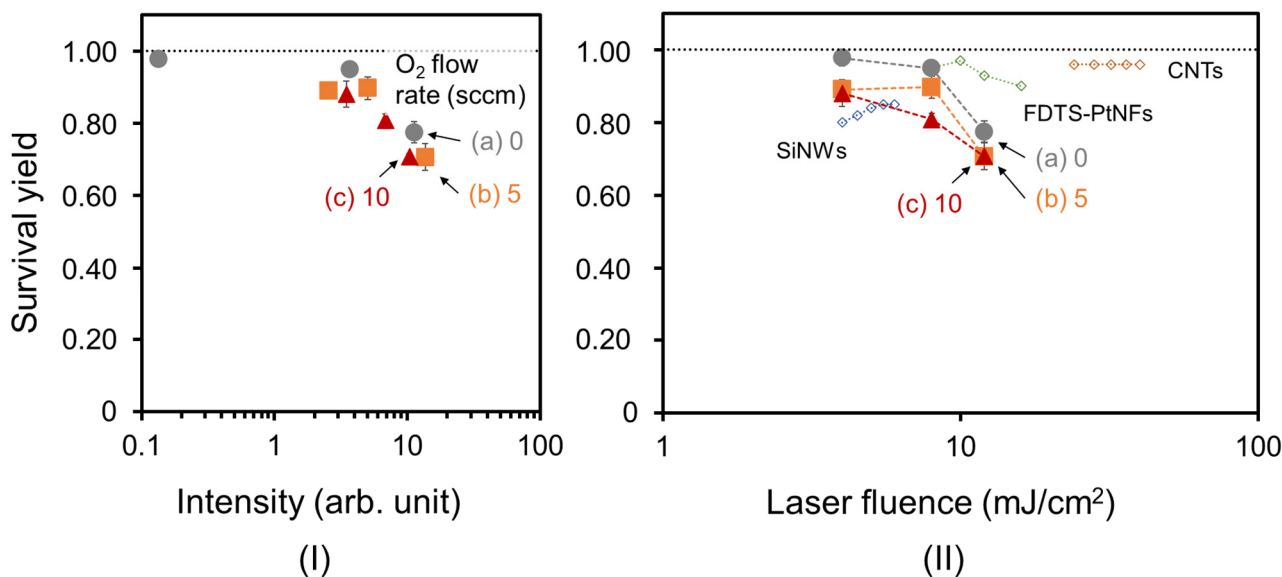 Survival yield
1.00
0.80
0.60
0.40
0.20
0
0.1
1
10
100
O2 flow
rate (sccm)
(a) 0
(c) 10
(b) 5
Intensity (arb. unit)
(I)
1.00
0.80
0.60
0.40
0.20
0
1
10
100
CNTs
FDTS-PtNFs
SiNWs
(a) 0
(c) 10
(b) 5
Laser fluence (mJ/cm2)
(II)